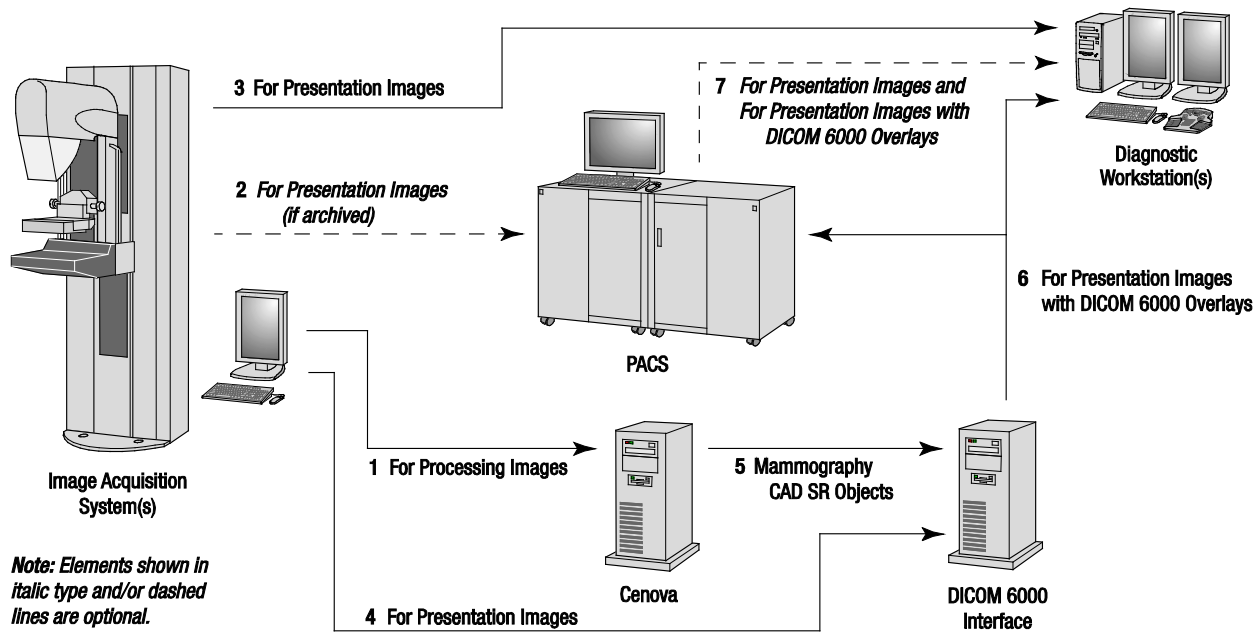 3 For Presentation Images
7 For Presentation Images and
For Presentation Images with
DICOM 6000 Overlays
Diagnostic
Workstation(s)
2 For Presentation Images
(if archived)
6 For Presentation Images
with DICOM 6000 Overlays
PACS
1 For Processing Images
5 Mammography
CAD SR Objects
Image Acquisition
System(s)
Note: Elements shown in
italic type and/or dashed
lines are optional.
Cenova
DICOM 6000
Interface
4 For Presentation Images